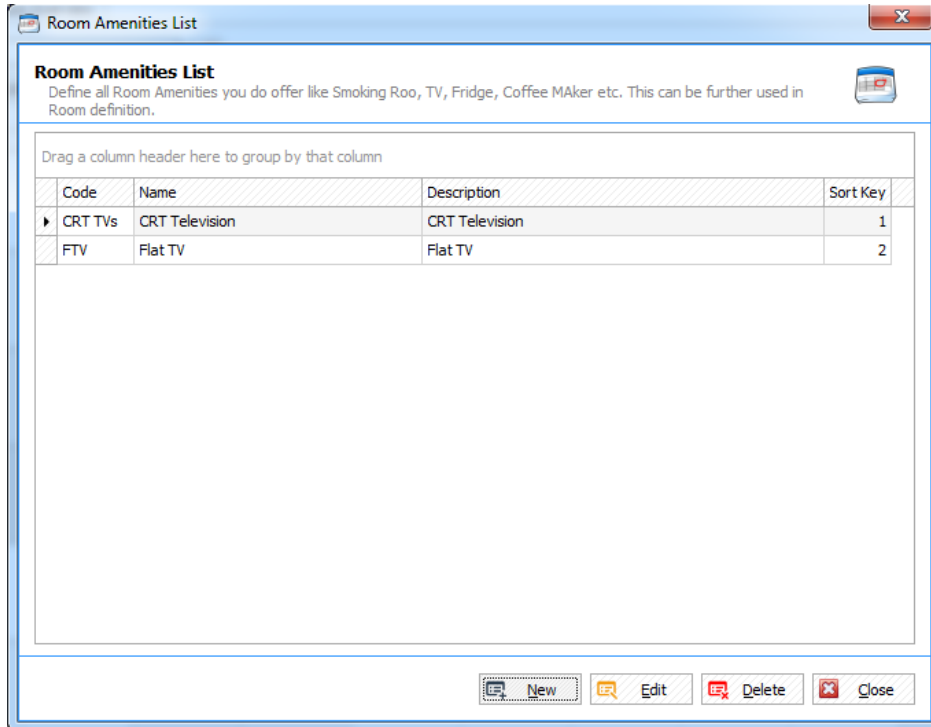 Room Amenities List
Room Amenities List
Define all Room Amenities you do offer like Smoking Roo, TV, Fridge, Coffee MAker etc. This can be further used in
Room definition.
Drag a column header here to group by that column
Code Name Description Sort Key
CRT TVs CRT Television CRT Television 1
FTV Flat TV Flat TV 2
New Edit Delete Close